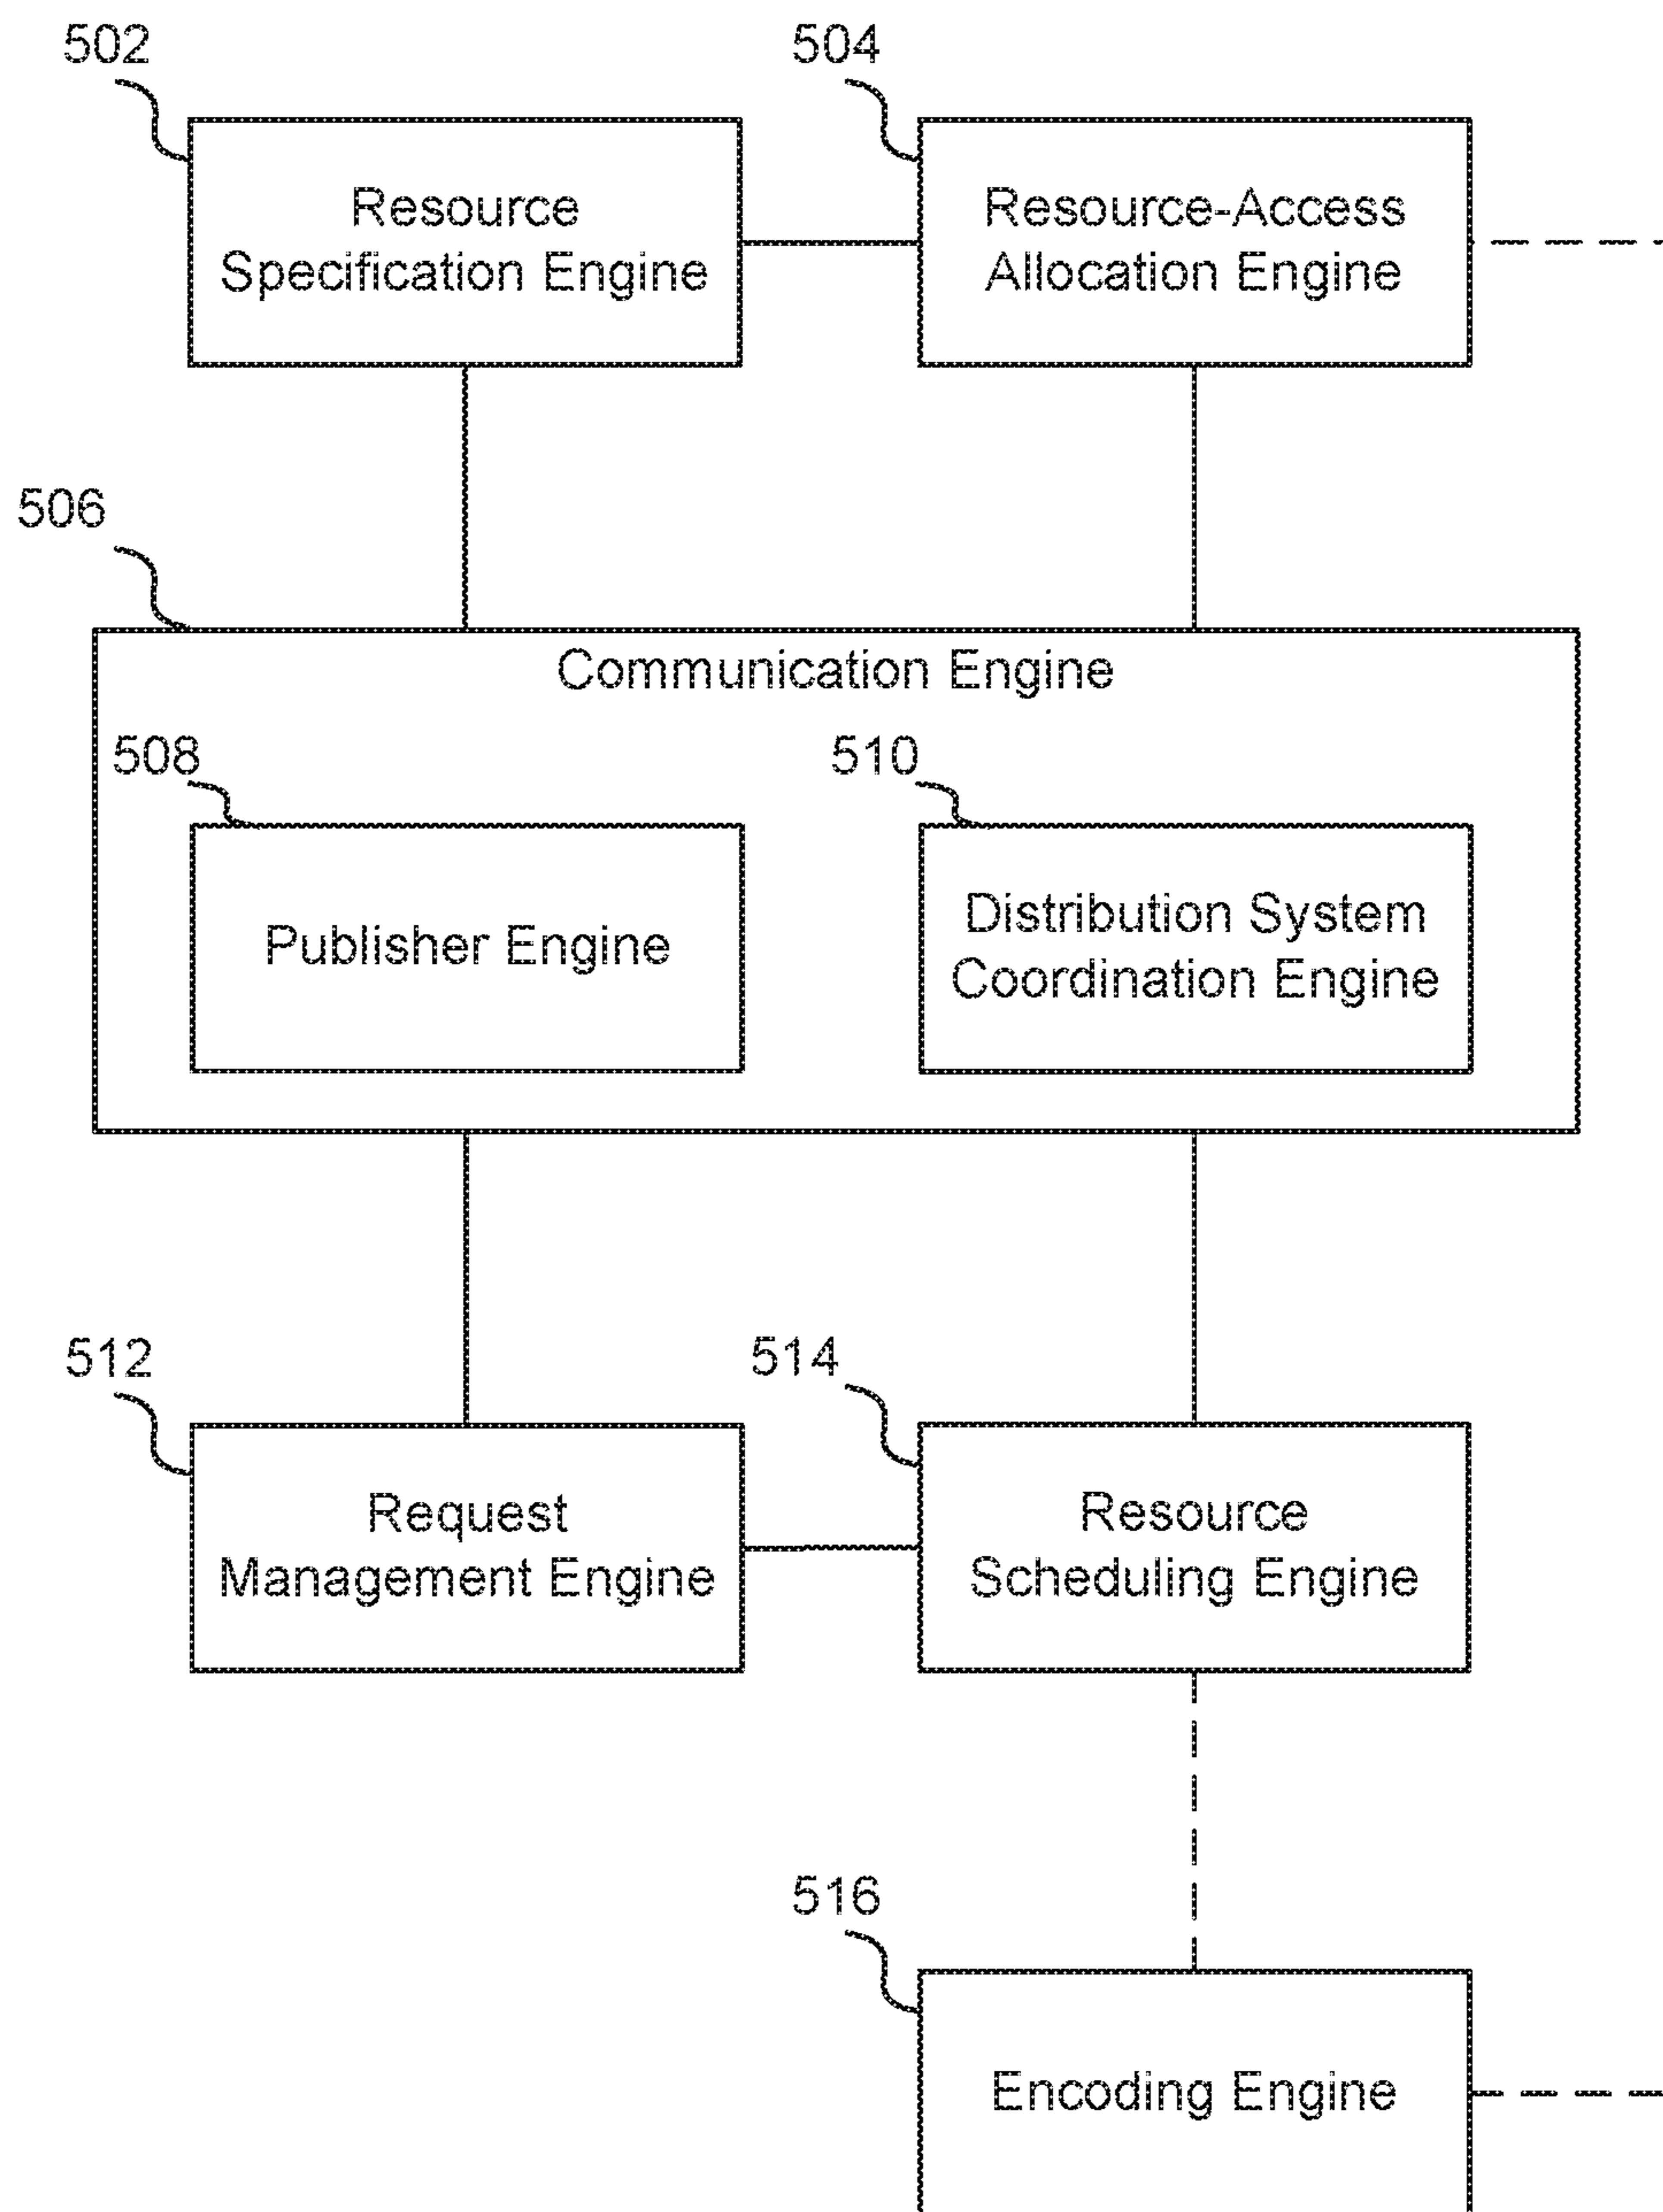 502
504
Resource
Specification Engine
Resource-Access
Allocation Engine
506
Communication Engine
508
510
Publisher Engine
Distribution System
Coordination Engine
512
514
Request
Management Engine
Resource
Scheduling Engine
516
Encoding Engine